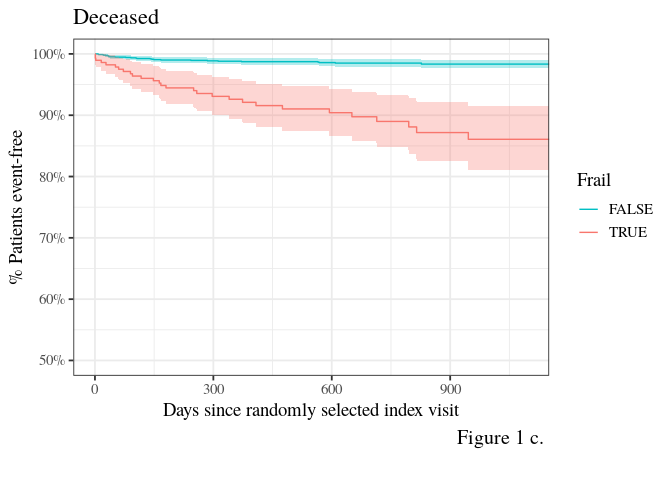 Deceased
100%
90%
80%
70%
60%
50%
% Patients event-free
0 300 600 900
Days since randomly selected index visit
Frail
FALSE
TRUE
Figure 1 c.